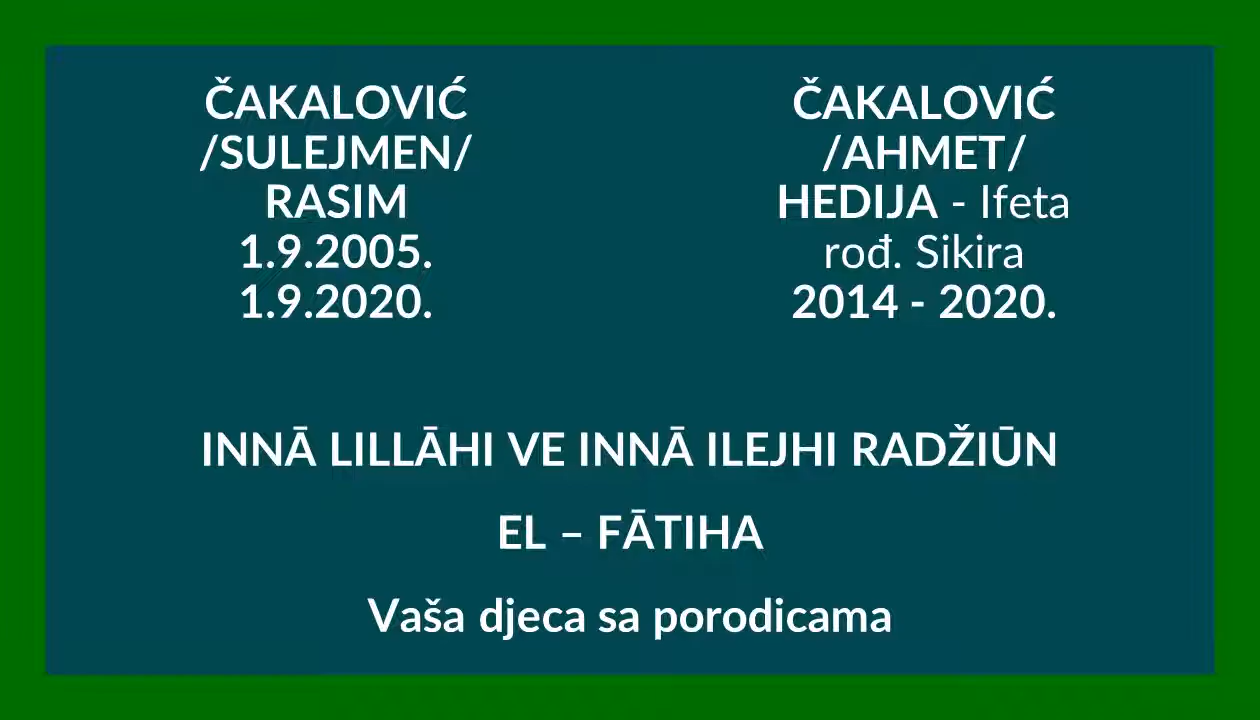 ČAKALOVIĆ
/SULEJMEN/
RASIM
1.9.2005.
1.9.2020.
ČAKALOVIĆ
/AHMET/
HEDIJA - Ifeta
rođ. Sikira
2014 - 2020.
INNĀ LILLĀHI VE INNĀ ILEJHI RADŽIŪN
EL – FĀTIHA
Vaša djeca sa porodicama